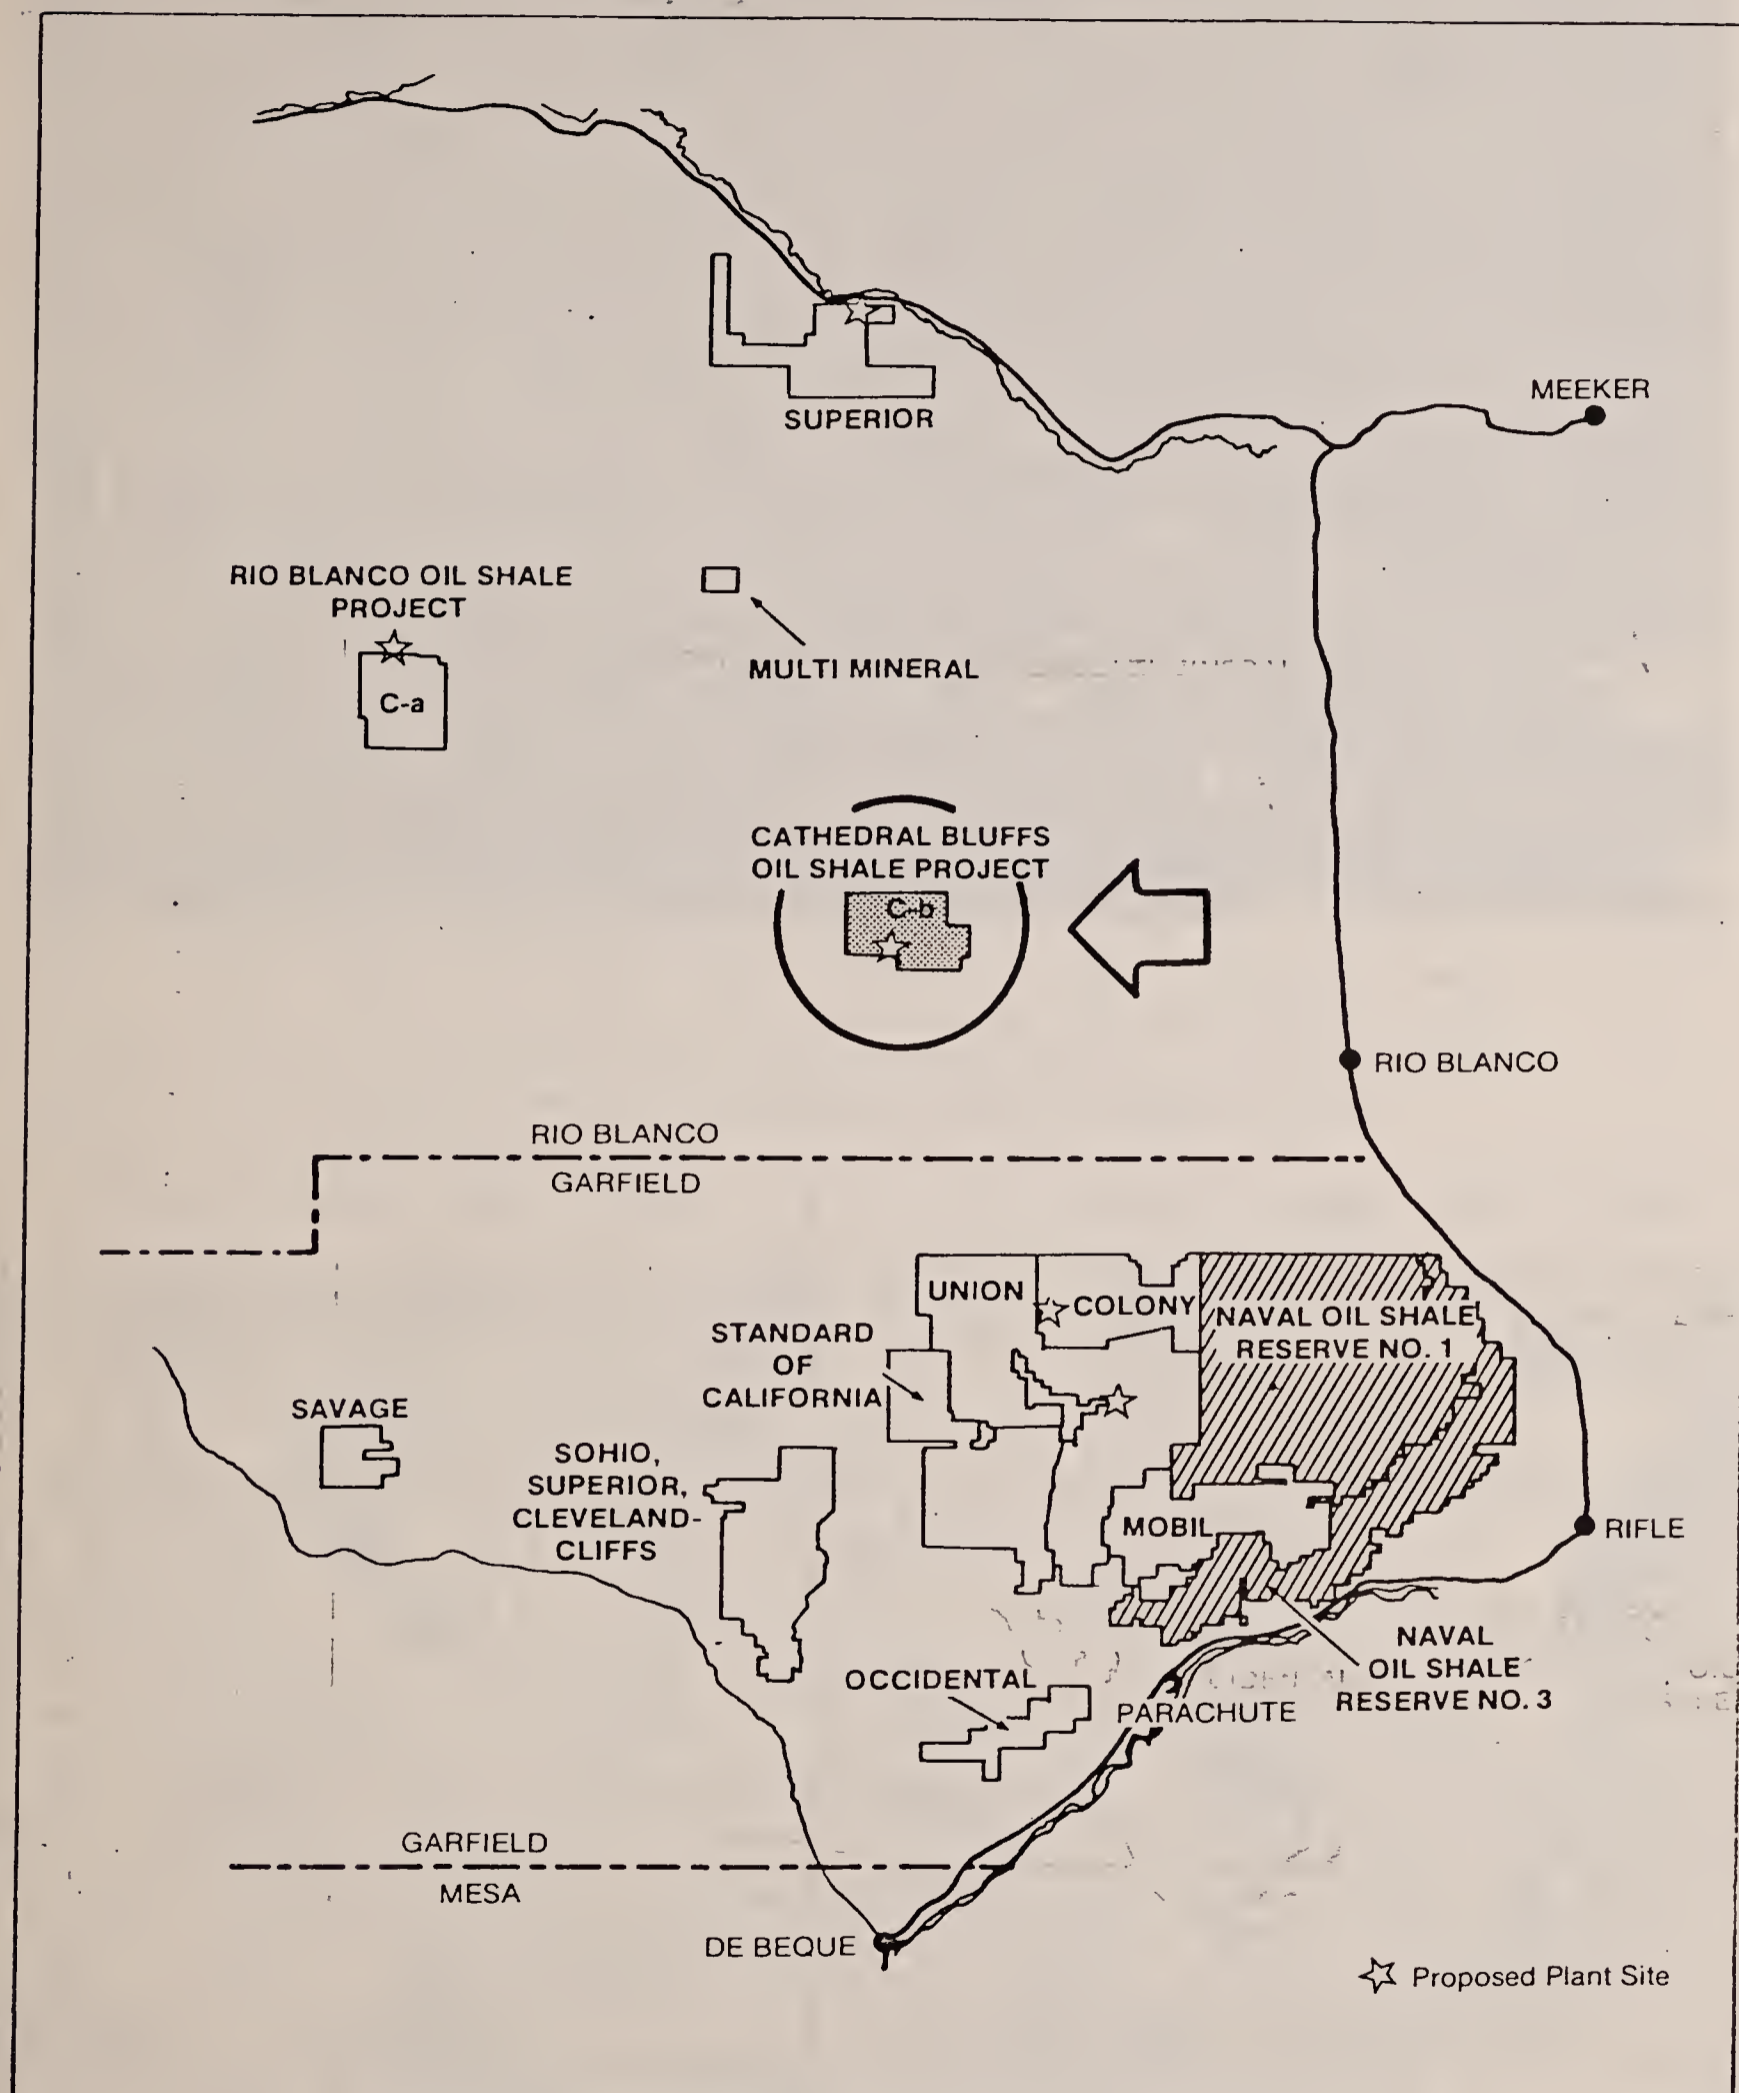 SUPERIOR
MEEKER
RIO BLANCO OIL SHALE
PROJECT
C-a
MULTI MINERAL
CATHEDRAL BLUFFS
OIL SHALE PROJECT
C-b
RIO BLANCO
RIO BLANCO
GARFIELD
UNION
COLONY
NAVAL OIL SHALE
RESERVE NO. 1
STANDARD
OF
CALIFORNIA
SAVAGE
SOHIO,
SUPERIOR,
CLEVELAND-
CLIFFS
MOBIL
RIFLE
NAVAL
OIL SHALE
RESERVE NO. 3
OCCIDENTAL
PARACHUTE
GARFIELD
MESA
DE BEQUE
Proposed Plant Site